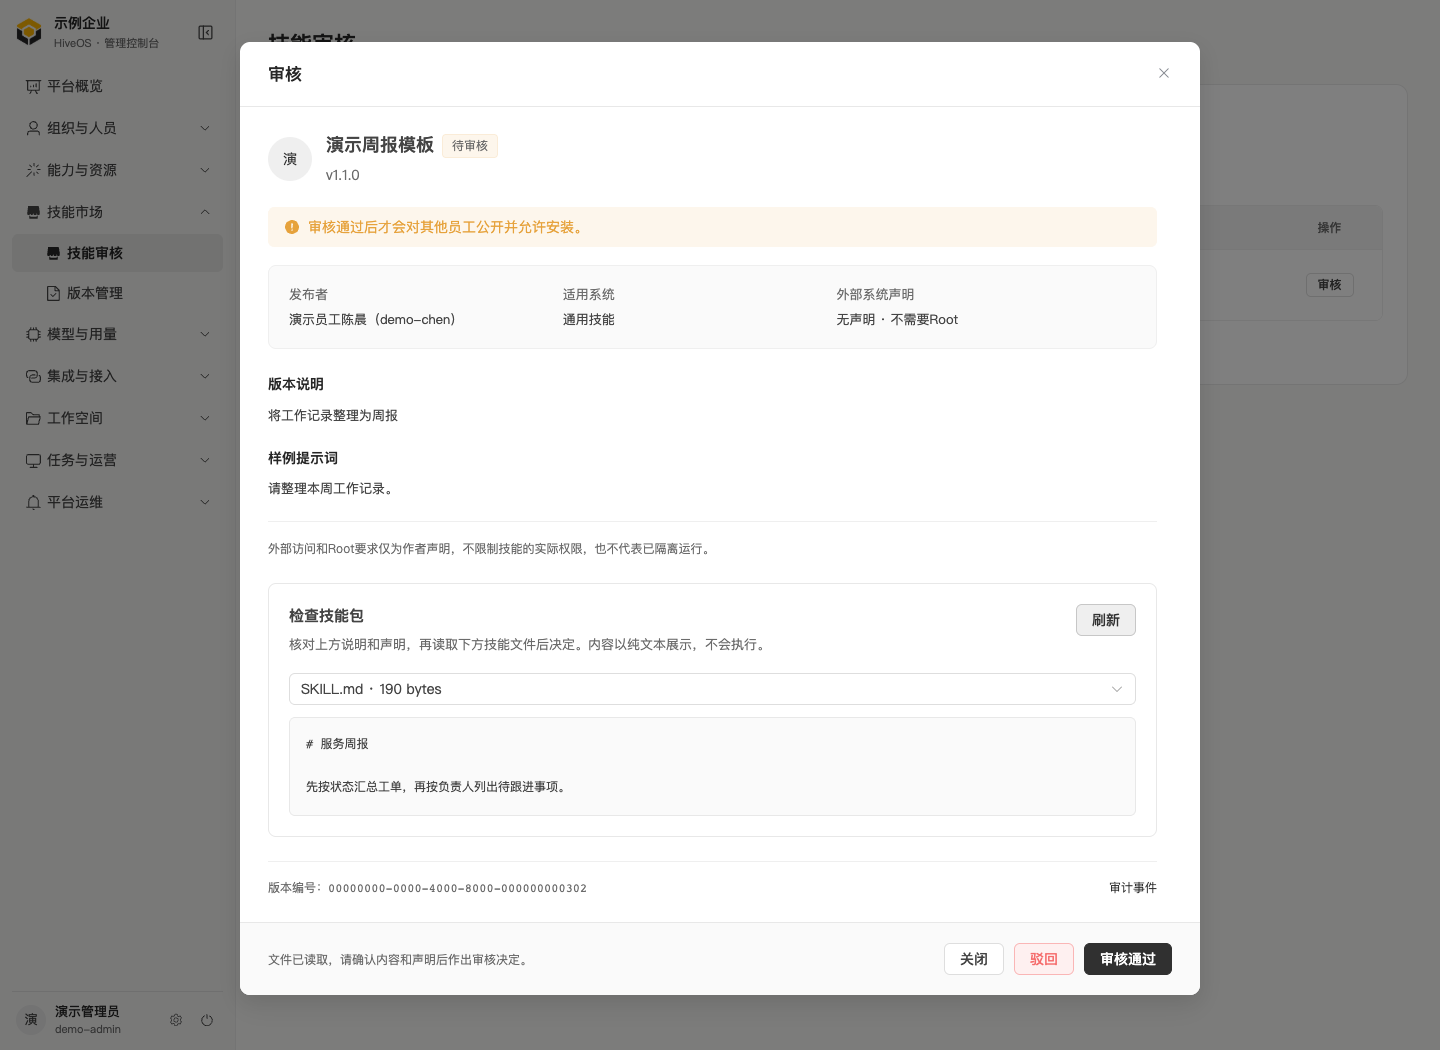 示例企业
HiveOS · 管理控制台
平台概览
组织与人员
能力与资源
技能市场
技能审核
版本管理
模型与用量
集成与接入
工作空间
任务与运营
平台运维
演
演示管理员
demo-admin
技能审核
操作
审核
审核
演
演示周报模板
待审核
v1.1.0
审核通过后才会对其他员工公开并允许安装。
发布者
适用系统
外部系统声明
演示员工陈晨（demo-chen）
通用技能
无声明 · 不需要Root
版本说明
将工作记录整理为周报
样例提示词
请整理本周工作记录。
外部访问和Root要求仅为作者声明，不限制技能的实际权限，也不代表已隔离运行。
检查技能包
刷新
核对上方说明和声明，再读取下方技能文件后决定。内容以纯文本展示，不会执行。
SKILL.md · 190 bytes
# 服务周报
先按状态汇总工单，再按负责人列出待跟进事项。
版本编号：00000000-0000-4000-8000-000000000302
审计事件
文件已读取，请确认内容和声明后作出审核决定。
关闭
驳回
审核通过